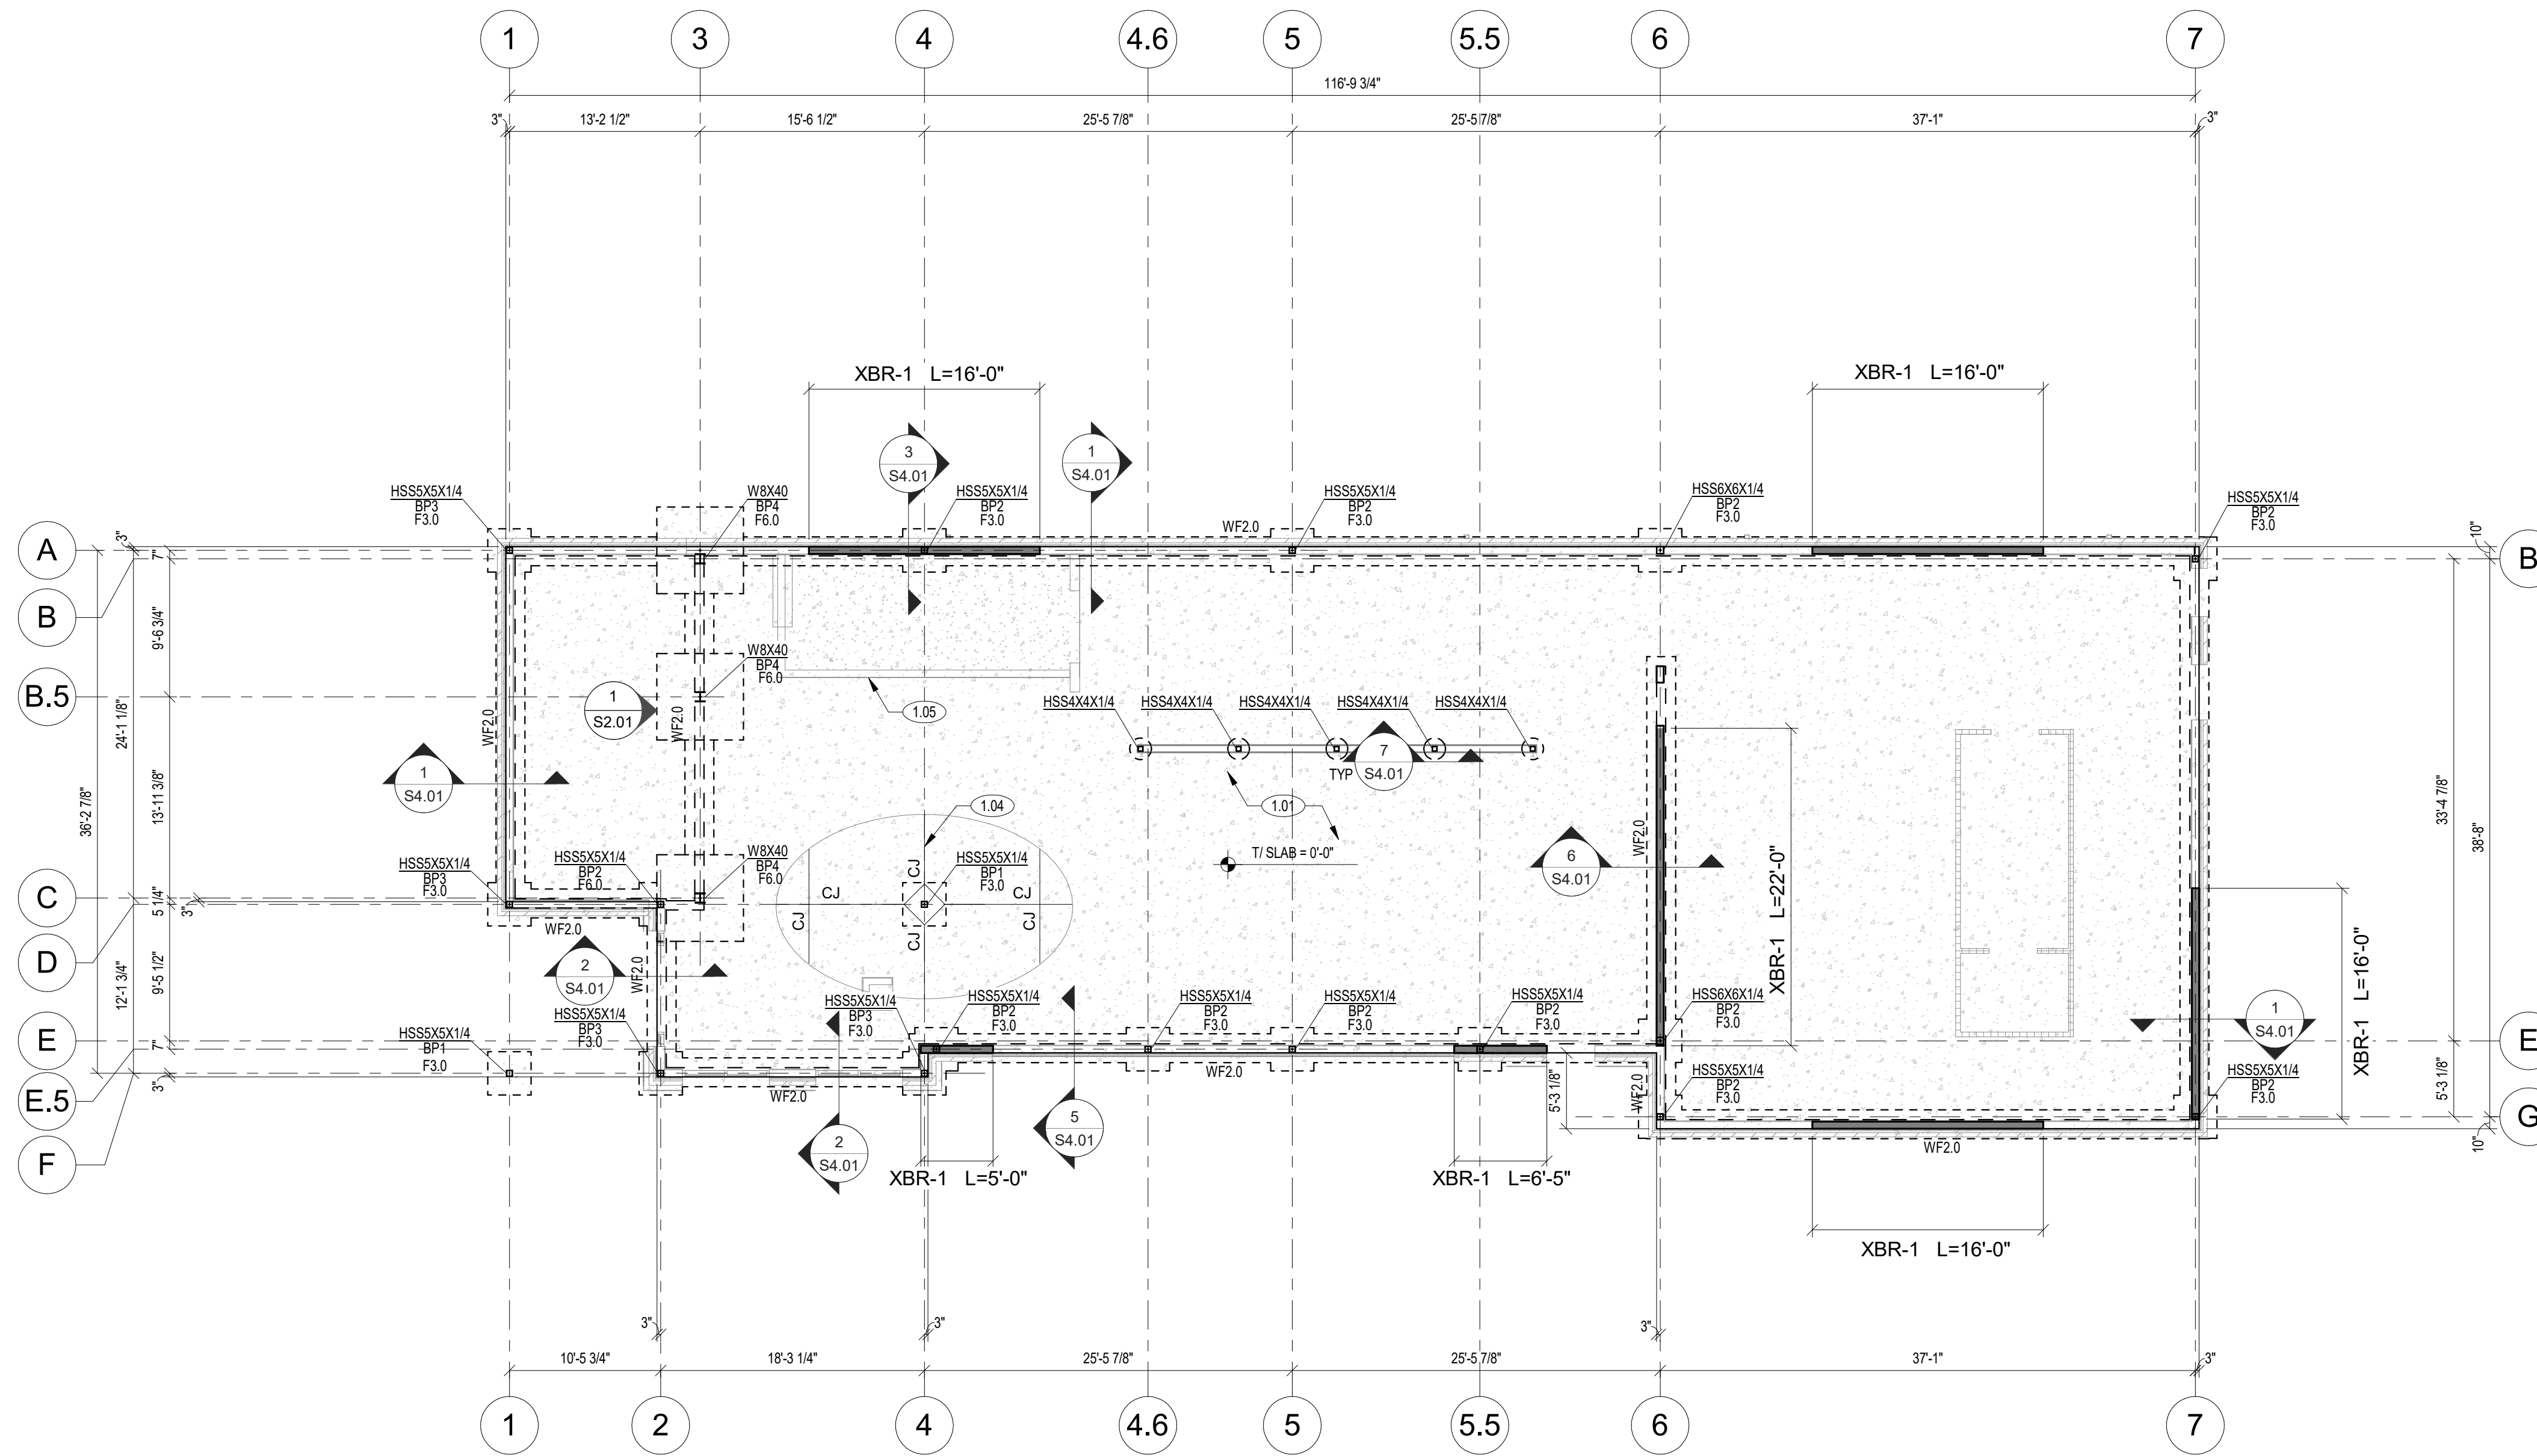 1
3
4
4.6
5
5.5
6
7
116'-9 3/4"
3"
13'-2 1/2"
15'-6 1/2"
25'-5 7/8"
25'-5 7/8"
37'-1"
3"
XBR-1 L=16'-0"
XBR-1 L=16'-0"
3
S4.01
1
S4.01
HSS5X5X1/4
BP3
F3.0
W8X40
BP4
F6.0
HSS5X5X1/4
BP2
F3.0
HSS5X5X1/4
BP2
F3.0
HSS6X6X1/4
BP2
F3.0
HSS5X5X1/4
BP2
F3.0
WF2.0
A
B
B.5
C
D
E
E.5
F
B
E
G
3"
7"
9'-6 3/4"
24'-1 1/8"
13'-11 3/8"
36'-2 7/8"
5 1/4"
3"
9'-5 1/2"
12'-1 3/4"
7"
3"
10"
33'-4 7/8"
38'-8"
5'-3 1/8"
10"
W8X40
BP4
F6.0
1
S2.01
WF2.0
WF2.0
1.05
HSS4X4X1/4
HSS4X4X1/4
HSS4X4X1/4
HSS4X4X1/4
HSS4X4X1/4
7
S4.01
TYP
1
S4.01
1.04
1.01
T/ SLAB = 0'-0"
6
S4.01
WF2.0
XBR-1 L=22'-0"
HSS5X5X1/4
BP3
F3.0
HSS5X5X1/4
BP2
F6.0
W8X40
BP4
F6.0
HSS5X5X1/4
BP1
F3.0
CJ
CJ
CJ
CJ
CJ
CJ
WF2.0
2
S4.01
WF2.0
XBR-1 L=16'-0"
1
S4.01
HSS5X5X1/4
BP1
F3.0
HSS5X5X1/4
BP3
F3.0
HSS5X5X1/4
BP3
F3.0
HSS5X5X1/4
BP2
F3.0
HSS5X5X1/4
BP2
F3.0
HSS5X5X1/4
BP2
F3.0
HSS5X5X1/4
BP2
F3.0
HSS6X6X1/4
BP2
F3.0
HSS5X5X1/4
BP2
F3.0
HSS5X5X1/4
BP2
F3.0
WF2.0
WF2.0
5'-3 1/8"
WF2.0
WF2.0
2
S4.01
5
S4.01
XBR-1 L=5'-0"
XBR-1 L=6'-5"
XBR-1 L=16'-0"
3"
3"
3"
10'-5 3/4"
18'-3 1/4"
25'-5 7/8"
25'-5 7/8"
37'-1"
3"
1
2
4
4.6
5
5.5
6
7